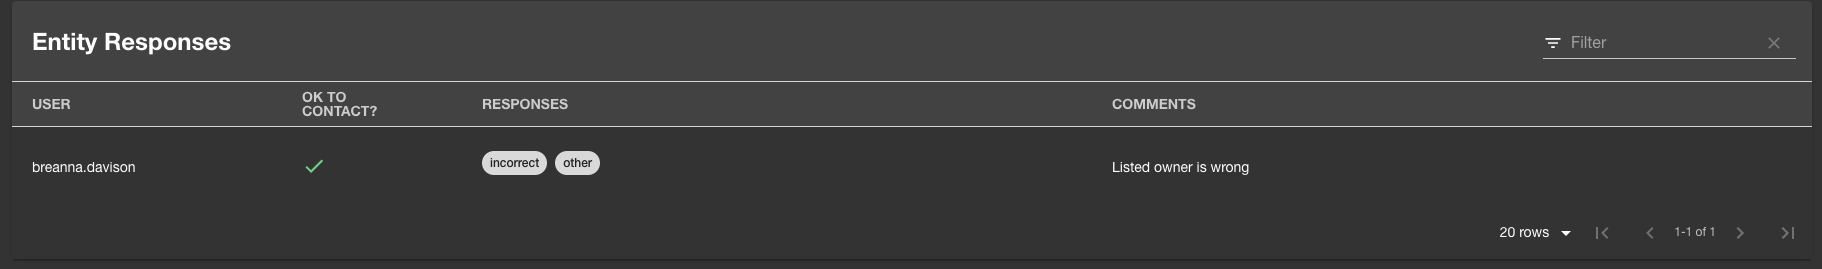 Entity Responses
Filter
USER
OK TO
CONTACT?
RESPONSES
COMMENTS
breanna.davison
incorrect
other
Listed owner is wrong
20 rows
1-1 of 1